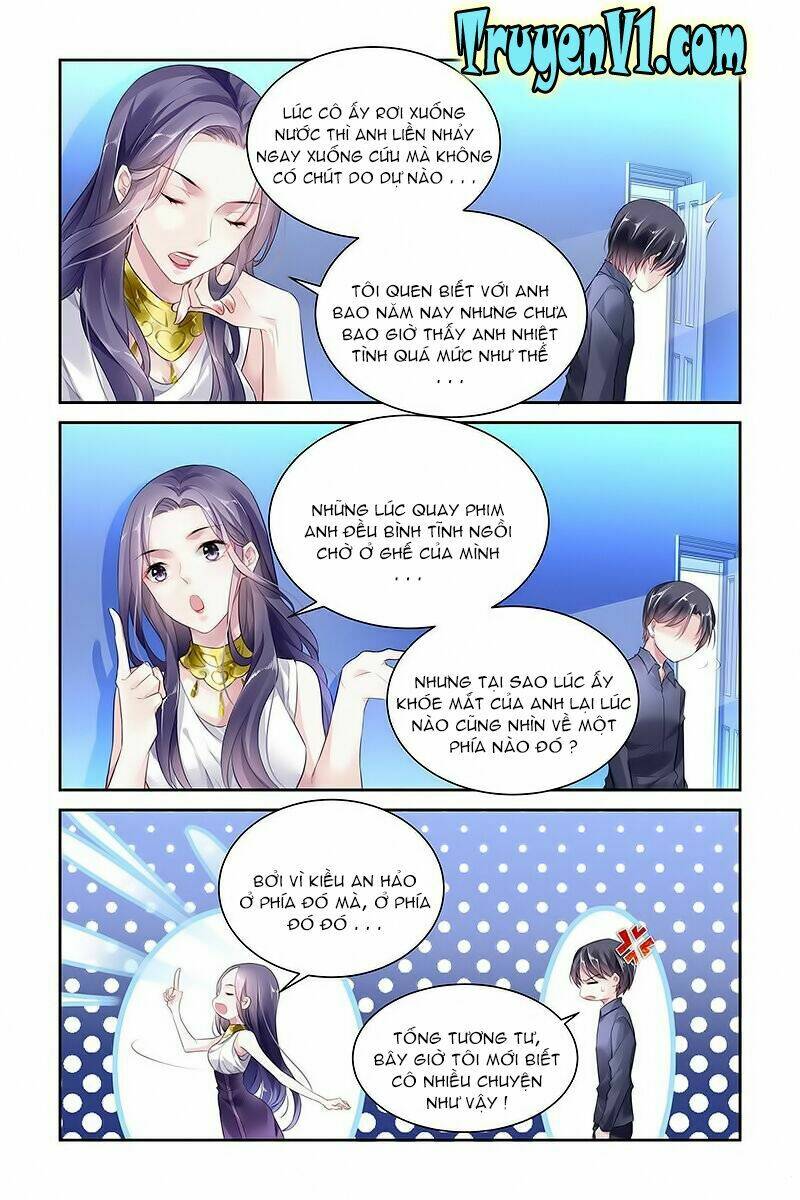 TruyenV1.com
LÚC CÔ ẤY RƠI XUỐNG
NƯỚC THÌ ANH LIỀN NHẢY
NGAY XUỐNG CỨU MÀ KHÔNG
CÓ CHÚT DO DỰ NÀO . . .
TÔI QUEN BIẾT VỚI ANH
BAO NĂM NAY NHƯNG CHƯA
BAO GIỜ THẤY ANH NHIỆT
TÌNH QUÁ MỨC NHƯ THẾ
. . .
NHỮNG LÚC QUAY PHIM
ANH ĐỀU BÌNH TĨNH NGỒI
CHỜ Ở GHẾ CỦA MÌNH
. . .
NHƯNG TẠI SAO LÚC ẤY
KHÓE MẮT CỦA ANH LẠI LÚC
NÀO CŨNG NHÌN VỀ MỘT
PHÍA NÀO ĐÓ ?
BỞI VÌ KIỀU AN HẢO
Ở PHÍA ĐÓ MÀ, Ở PHÍA
ĐÓ ĐÓ . . .
TỐNG TƯƠNG TƯ,
BÂY GIỜ TÔI MỚI BIẾT
CÔ NHIỀU CHUYỆN
NHƯ VẬY !